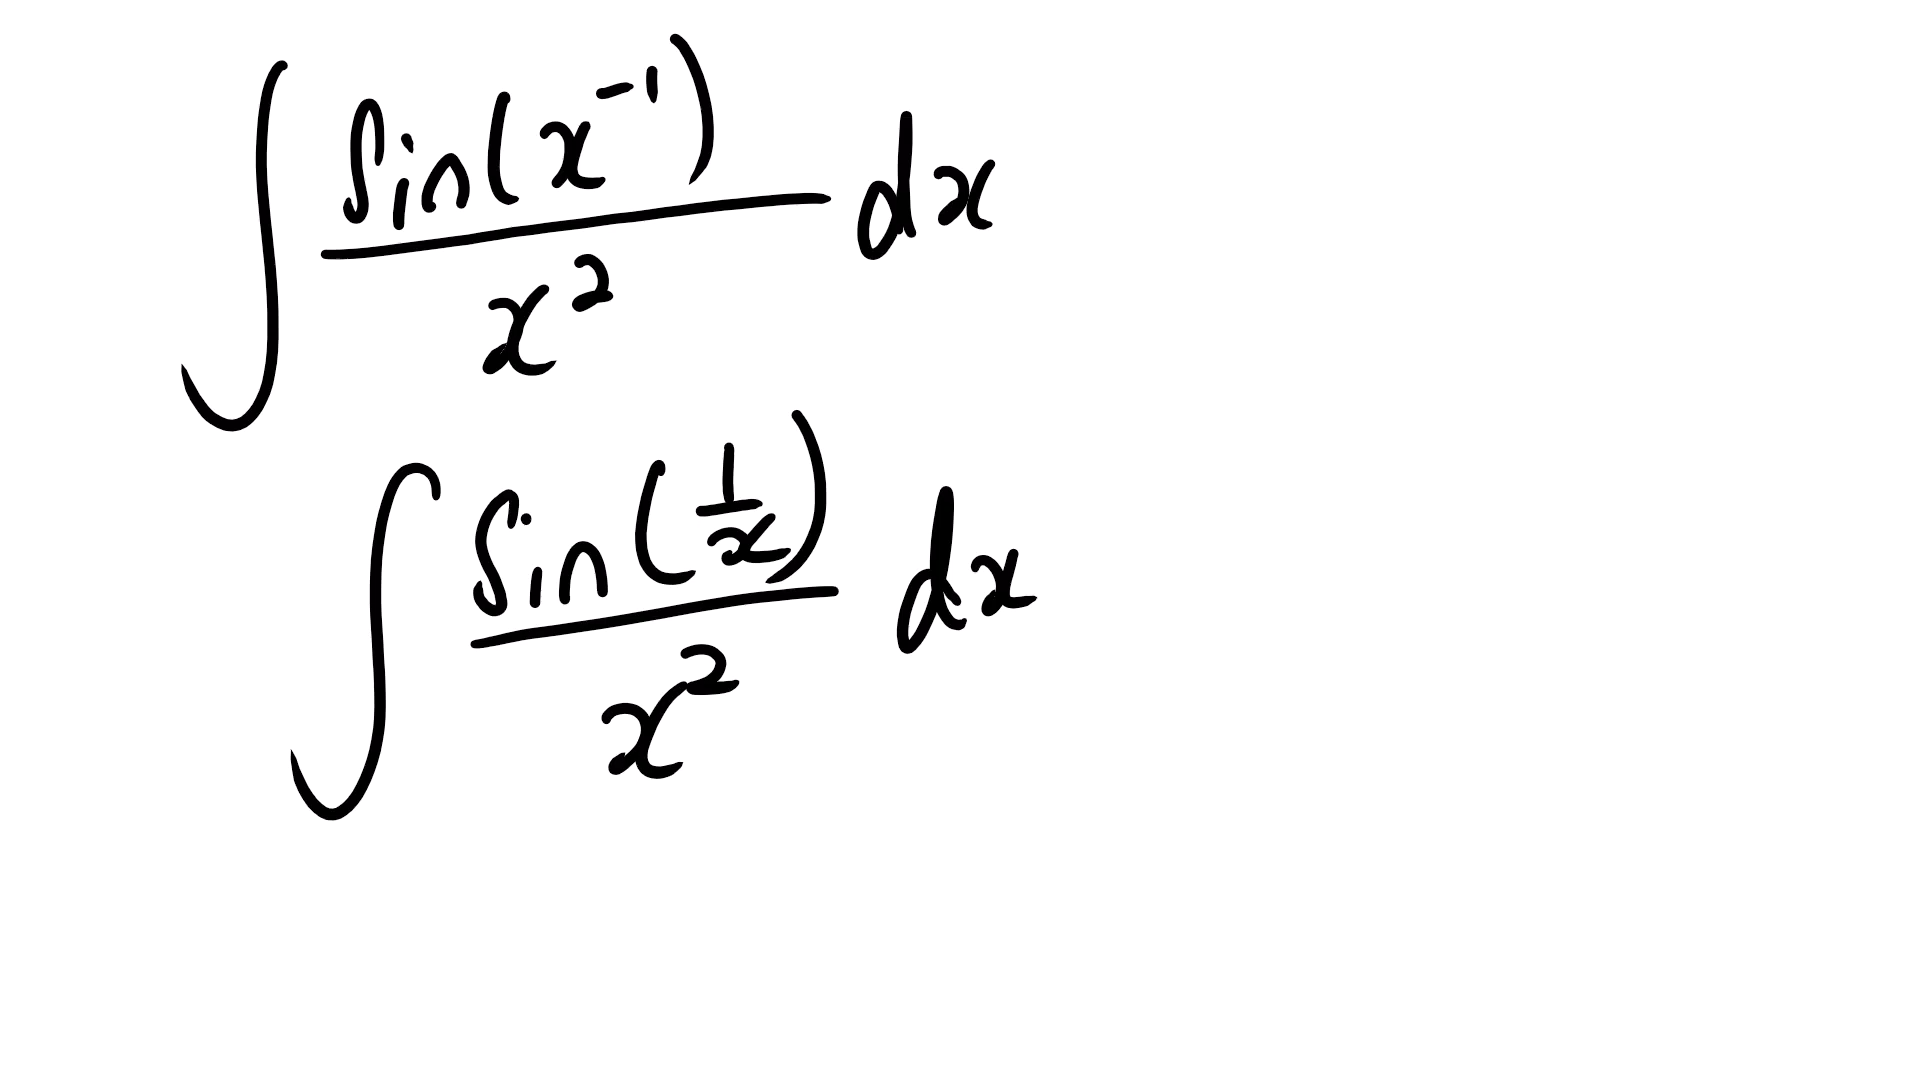 ∫ sin(x⁻¹)/x² dx
∫ sin(1/x)/x² dx